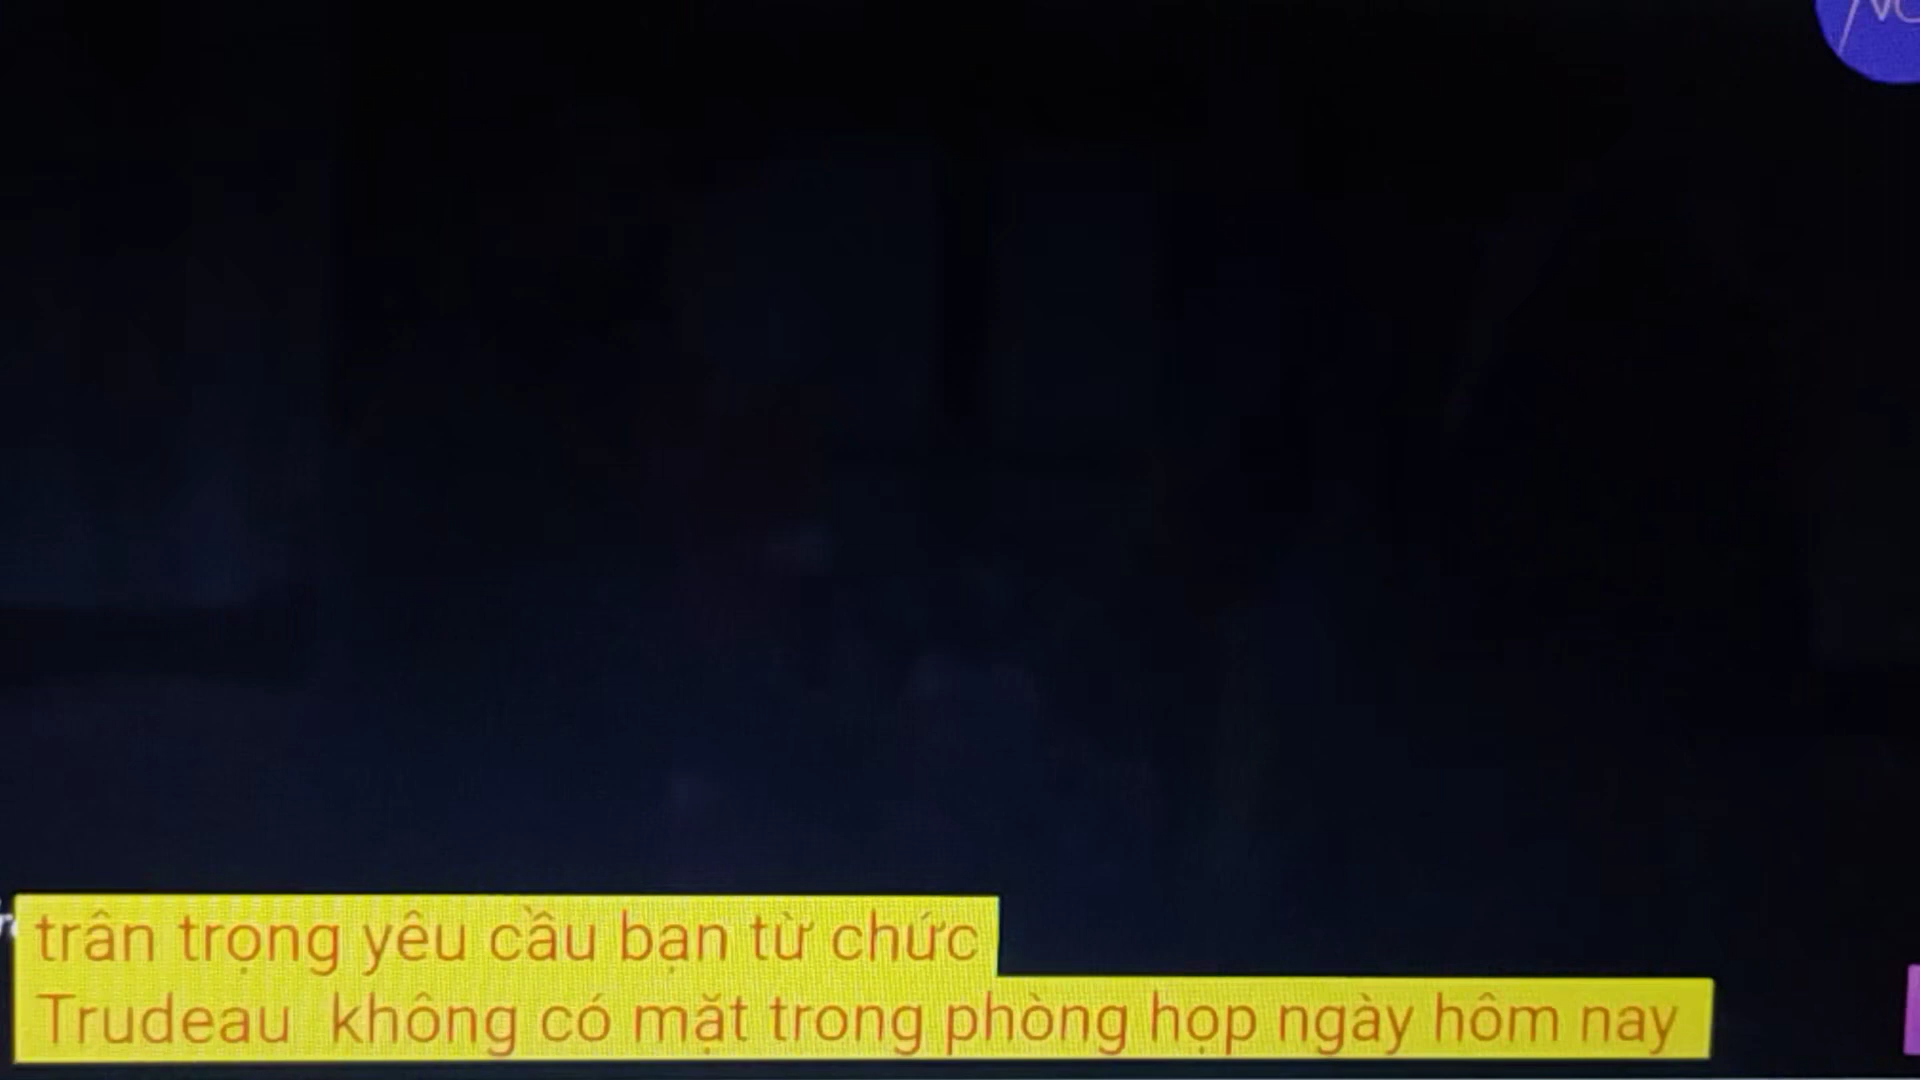 trân trọng yêu cầu bạn từ chức
Trudeau không có mặt trong phòng họp ngày hôm nay